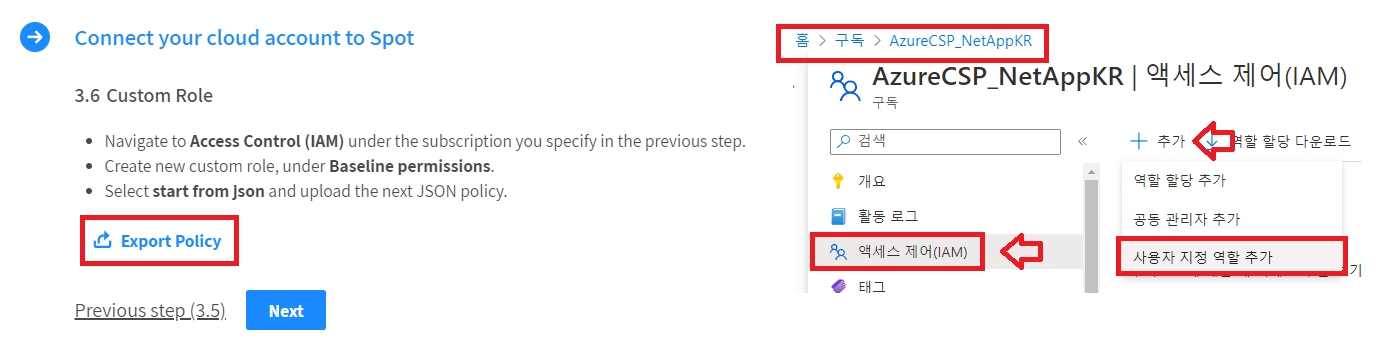 Connect your cloud account to Spot
3.6 Custom Role
Navigate to Access Control (IAM) under the subscription you specify in the previous step.
Create new custom role, under Baseline permissions.
Select start from json and upload the next JSON policy.
Export Policy
Previous step (3.5)
Next
홈 > 구독 > AzureCSP_NetAppKR
AzureCSP_NetAppKR | 액세스 제어(IAM)
구독
검색
«
추가
역할 할당 다운로드
개요
활동 로그
액세스 제어(IAM)
태그
역할 할당 추가
공동 관리자 추가
사용자 지정 역할 추가